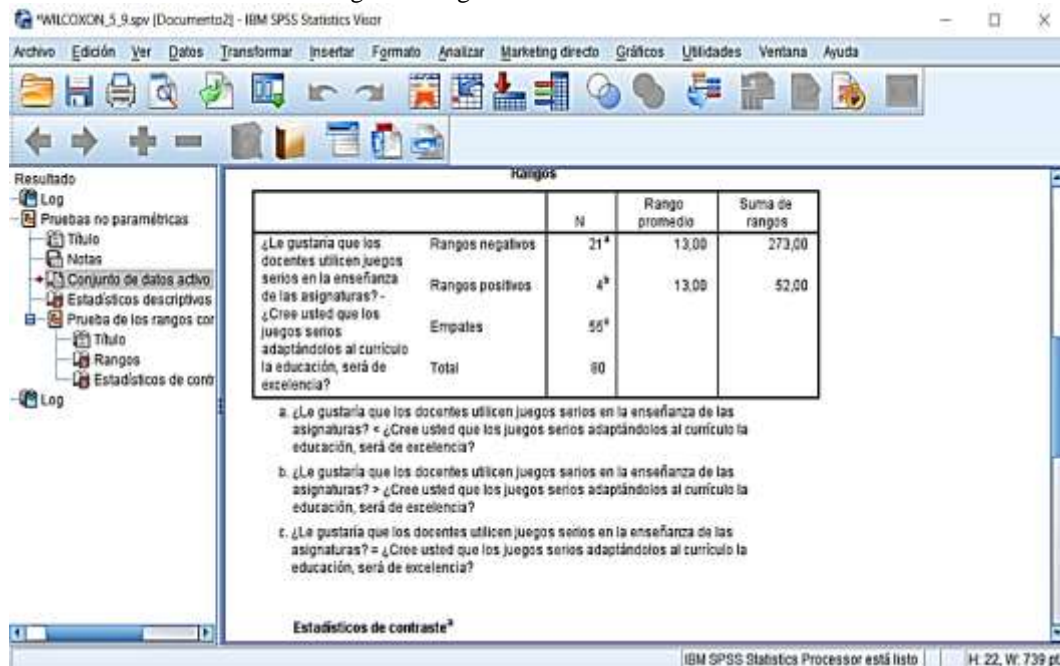 *WILCOXON_5_9.spv [Documento2] - IBM SPSS Statistics Visor
Archivo Edición Ver Datos Transformar Insertar Formato Analizar Marketing directo Gráficos Utilidades Ventana Ayuda
Resultado
Log
Pruebas no paramétricas
Título
Notas
Conjunto de datos activo
Estadísticos descriptivos
Prueba de los rangos con
Título
Rangos
Estadísticos de contr
Log
Rangos
N
Rango promedio
Suma de rangos
¿Le gustaría que los
docentes utilicen juegos
serios en la enseñanza
de las asignaturas? -
¿Cree usted que los
juegos serios
adaptándolos al currículo
la educación, será de
excelencia?
Rangos negativos 21a 13,00 273,00
Rangos positivos 4b 13,00 52,00
Empates 55c
Total 80
a. ¿Le gustaría que los docentes utilicen juegos serios en la enseñanza de las
asignaturas? < ¿Cree usted que los juegos serios adaptándolos al currículo la
educación, será de excelencia?
b. ¿Le gustaría que los docentes utilicen juegos serios en la enseñanza de las
asignaturas? > ¿Cree usted que los juegos serios adaptándolos al currículo la
educación, será de excelencia?
c. ¿Le gustaría que los docentes utilicen juegos serios en la enseñanza de las
asignaturas? = ¿Cree usted que los juegos serios adaptándolos al currículo la
educación, será de excelencia?
Estadísticos de contraste
IBM SPSS Statistics Processor está listo
H: 22, W: 739